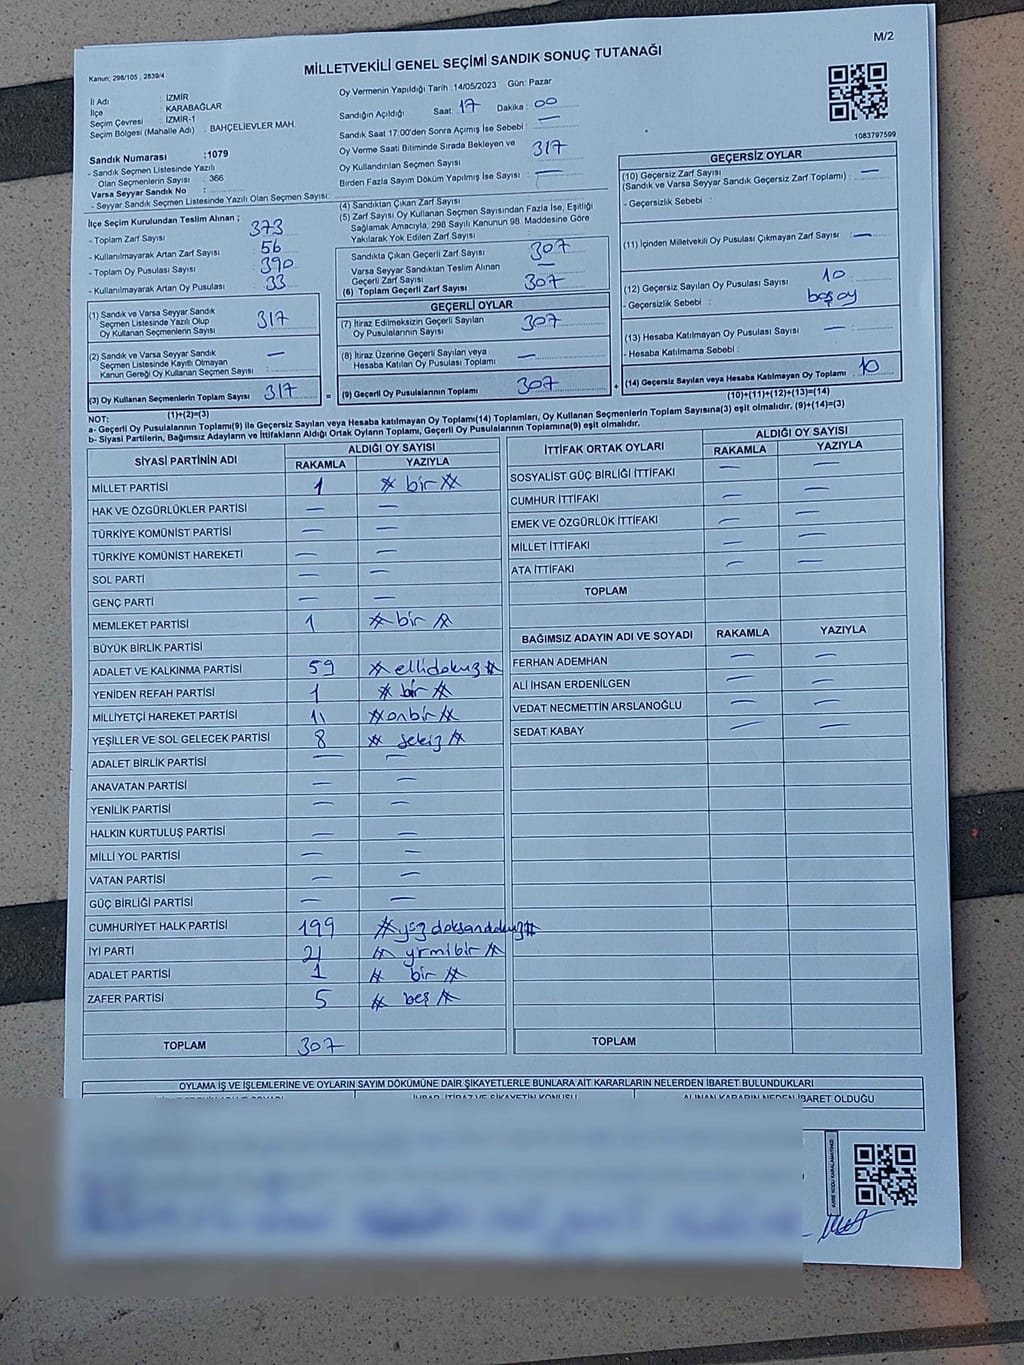 M/2
Kanun; 298/105 , 2839/4
MİLLETVEKİLİ GENEL SEÇİMİ SANDIK SONUÇ TUTANAĞI
İl Adı : İZMİR
İlçe : KARABAĞLAR
Seçim Çevresi : İZMİR-1
Seçim Bölgesi (Mahalle Adı) : BAHÇELİEVLER MAH.
Sandık Numarası :1079
- Sandık Seçmen Listesinde Yazılı
Olan Seçmenlerin Sayısı : 366
Varsa Seyyar Sandık No :
- Seyyar Sandık Seçmen Listesinde Yazılı Olan Seçmen Sayısı:
Oy Vermenin Yapıldığı Tarih :14/05/2023 Gün: Pazar
Sandığın Açıldığı Saat: 17 Dakika : 00
Sandık Saat 17:00'den Sonra Açımış İse Sebebi : —
Oy Verme Saati Bitiminde Sırada Bekleyen ve
Oy Kullandırılan Seçmen Sayısı : 317
Birden Fazla Sayım Döküm Yapılmış İse Sayısı : —
1083797599
İlçe Seçim Kurulundan Teslim Alınan ;
- Toplam Zarf Sayısı : 373
- Kullanılmayarak Artan Zarf Sayısı : 56
- Toplam Oy Pusulası Sayısı : 390
- Kullanılmayarak Artan Oy Pusulası : 33
(1) Sandık ve Varsa Seyyar Sandık
Seçmen Listesinde Yazılı Olup
Oy Kullanan Seçmenlerin Sayısı : 317
(2) Sandık ve Varsa Seyyar Sandık
Seçmen Listesinde Kayıtlı Olmayan
Kanun Gereği Oy Kullanan Seçmen Sayısı : —
(3) Oy Kullanan Seçmenlerin Toplam Sayısı : 317
(1)+(2)=(3)
(4) Sandıktan Çıkan Zarf Sayısı :
(5) Zarf Sayısı Oy Kullanan Seçmen Sayısından Fazla İse, Eşitliği
Sağlamak Amacıyla; 298 Sayılı Kanunun 98. Maddesine Göre
Yakılarak Yok Edilen Zarf Sayısı :
Sandıkta Çıkan Geçerli Zarf Sayısı : 307
Varsa Seyyar Sandıktan Teslim Alınan
Geçerli Zarf Sayısı : —
(6) Toplam Geçerli Zarf Sayısı : 307
GEÇERLİ OYLAR
(7) İtiraz Edilmeksizin Geçerli Sayılan
Oy Pusulalarının Sayısı : 307
(8) İtiraz Üzerine Geçerli Sayılan veya
Hesaba Katılan Oy Pusulası Toplamı : —
= (9) Geçerli Oy Pusulalarının Toplamı : 307 +
GEÇERSİZ OYLAR
(10) Geçersiz Zarf Sayısı : —
(Sandık ve Varsa Seyyar Sandık Geçersiz Zarf Toplamı)
- Geçersizlik Sebebi :
(11) İçinden Milletvekili Oy Pusulası Çıkmayan Zarf Sayısı : —
(12) Geçersiz Sayılan Oy Pusulası Sayısı : 10
- Geçersizlik Sebebi : boş oy
(13) Hesaba Katılmayan Oy Pusulası Sayısı : —
- Hesaba Katılmama Sebebi :
(14) Geçersiz Sayılan veya Hesaba Katılmayan Oy Toplamı : 10
(10)+(11)+(12)+(13)=(14)
NOT:
a- Geçerli Oy Pusulalarının Toplamı(9) ile Geçersiz Sayılan veya Hesaba Katılmayan Oy Toplamı(14) Toplamları, Oy Kullanan Seçmenlerin Toplam Sayısına(3) eşit olmalıdır. (9)+(14)=(3)
b- Siyasi Partilerin, Bağımsız Adayların ve İttifakların Aldığı Ortak Oyların Toplamı, Geçerli Oy Pusulalarının Toplamına(9) eşit olmalıdır.
SİYASİ PARTİNİN ADI ALDIĞI OY SAYISI
RAKAMLA YAZIYLA
MİLLET PARTİSİ 1 # bir #
HAK VE ÖZGÜRLÜKLER PARTİSİ — —
TÜRKİYE KOMÜNİST PARTİSİ — —
TÜRKİYE KOMÜNİST HAREKETİ — —
SOL PARTİ — —
GENÇ PARTİ — —
MEMLEKET PARTİSİ 1 # bir #
BÜYÜK BİRLİK PARTİSİ
ADALET VE KALKINMA PARTİSİ 59 # ellidokuz #
YENİDEN REFAH PARTİSİ 1 # bir #
MİLLİYETÇİ HAREKET PARTİSİ 11 # onbir #
YEŞİLLER VE SOL GELECEK PARTİSİ 8 # sekiz #
ADALET BİRLİK PARTİSİ — —
ANAVATAN PARTİSİ — —
YENİLİK PARTİSİ — —
HALKIN KURTULUŞ PARTİSİ — —
MİLLİ YOL PARTİSİ — —
VATAN PARTİSİ — —
GÜÇ BİRLİĞİ PARTİSİ — —
CUMHURİYET HALK PARTİSİ 199 # yüzdoksandokuz #
İYİ PARTİ 21 # yirmibir #
ADALET PARTİSİ 1 # bir #
ZAFER PARTİSİ 5 # beş #
TOPLAM 307
İTTİFAK ORTAK OYLARI ALDIĞI OY SAYISI
RAKAMLA YAZIYLA
SOSYALİST GÜÇ BİRLİĞİ İTTİFAKI — —
CUMHUR İTTİFAKI — —
EMEK VE ÖZGÜRLÜK İTTİFAKI — —
MİLLET İTTİFAKI — —
ATA İTTİFAKI — —
TOPLAM
BAĞIMSIZ ADAYIN ADI VE SOYADI RAKAMLA YAZIYLA
FERHAN ADEMHAN — —
ALİ İHSAN ERDENİLGEN — —
VEDAT NECMETTİN ARSLANOĞLU — —
SEDAT KABAY — —
TOPLAM
OYLAMA İŞ VE İŞLEMLERİNE VE OYLARIN SAYIM DÖKÜMÜNE DAİR ŞİKAYETLERLE BUNLARA AİT KARARLARIN NELERDEN İBARET BULUNDUKLARI
İHBAR, İTİRAZ VE ŞİKAYETİN KONUSU ALINAN KARARIN NEDEN İBARET OLDUĞU
KARE KODU KARALAMAYINIZ